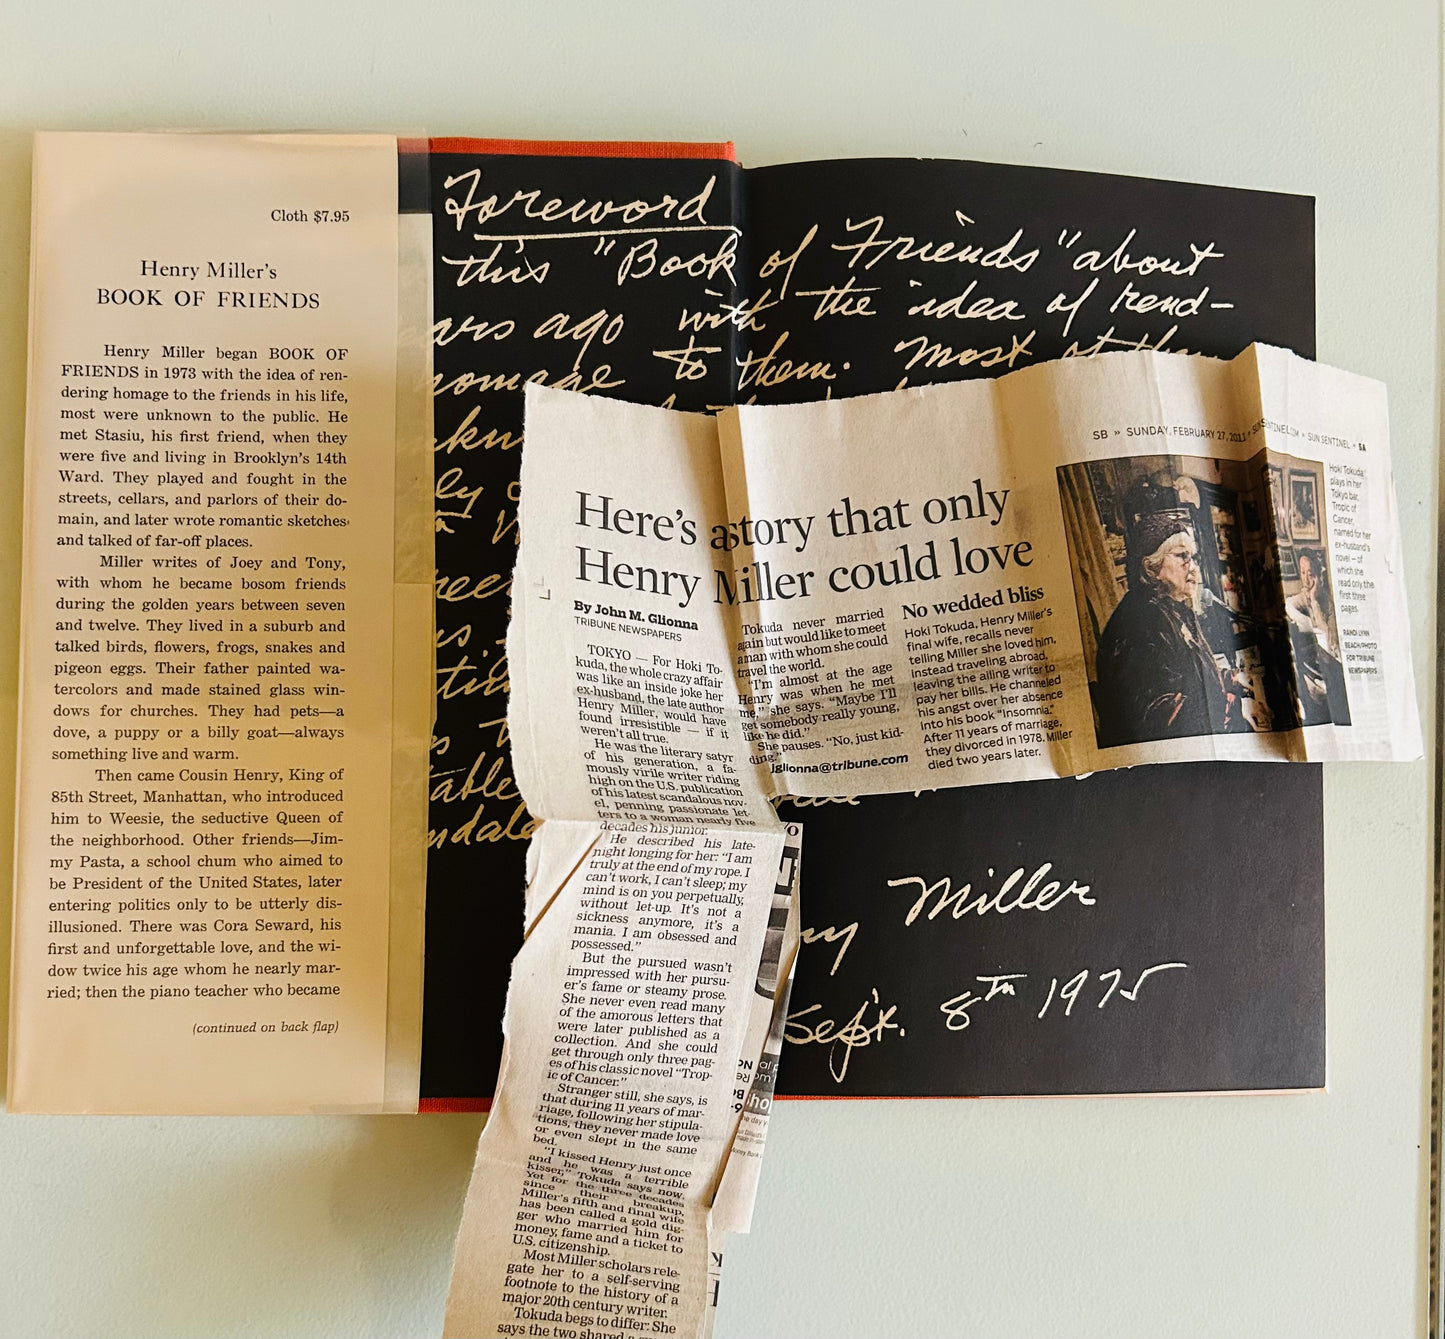 Cloth $7.95
Henry Miller's
BOOK OF FRIENDS
Henry Miller began BOOK OF
FRIENDS in 1973 with the idea of ren-
dering homage to the friends in his life,
most were unknown to the public. He
met Stasiu, his first friend, when they
were five and living in Brooklyn's 14th
Ward. They played and fought in the
streets, cellars, and parlors of their do-
main, and later wrote romantic sketches
and talked of far-off places.
Miller writes of Joey and Tony,
with whom he became bosom friends
during the golden years between seven
and twelve. They lived in a suburb and
talked birds, flowers, frogs, snakes and
pigeon eggs. Their father painted wa-
tercolors and made stained glass win-
dows for churches. They had pets—a
dove, a puppy or a billy goat—always
something live and warm.
Then came Cousin Henry, King of
85th Street, Manhattan, who introduced
him to Weesie, the seductive Queen of
the neighborhood. Other friends—Jim-
my Pasta, a school chum who aimed to
be President of the United States, later
entering politics only to be utterly dis-
illusioned. There was Cora Seward, his
first and unforgettable love, and the wi-
dow twice his age whom he nearly mar-
ried; then the piano teacher who became
(continued on back flap)
Foreword
this "Book of Friends" about
ars ago with the idea of rend-
homage to them. Most of them
Miller
Sept. 8th 1975
SB » SUNDAY, FEBRUARY 27, 2011 » SUNSENTINEL.COM » SUN SENTINEL » 5A
Here's a story that only
Henry Miller could love
By John M. Glionna
TRIBUNE NEWSPAPERS
TOKYO — For Hoki To-
kuda, the whole crazy affair
was like an inside joke her
ex-husband, the late author
Henry Miller, would have
found irresistible — if it
weren't all true.
He was the literary satyr
of his generation, a fa-
mously virile writer riding
high on the U.S. publication
of his latest scandalous nov-
el, penning passionate let-
ters to a woman nearly five
decades his junior.
He described his late-
night longing for her: "I am
truly at the end of my rope. I
can't work, I can't sleep; my
mind is on you perpetually,
without let-up. It's not a
sickness anymore, it's a
mania. I am obsessed and
possessed."
But the pursued wasn't
impressed with her pursu-
er's fame or steamy prose.
She never even read many
of the amorous letters that
were later published as a
collection. And she could
get through only three pag-
es of his classic novel "Trop-
ic of Cancer."
Stranger still, she says, is
that during 11 years of mar-
riage, following her stipula-
tions, they never made love
or even slept in the same
bed.
"I kissed Henry just once
and he was a terrible
kisser," Tokuda says now.
Yet for the three decades
since their breakup,
Miller's fifth and final wife
has been called a gold dig-
ger who married him for
money, fame and a ticket to
U.S. citizenship.
Most Miller scholars rele-
gate her to a self-serving
footnote to the history of a
major 20th century writer.
Tokuda begs to differ: She
says the two shared a
Tokuda never married
again but would like to meet
a man with whom she could
travel the world.
"I'm almost at the age
Henry was when he met
me," she says. "Maybe I'll
get somebody really young,
like he did."
She pauses. "No, just kid-
ding."
jglionna@tribune.com
No wedded bliss
Hoki Tokuda, Henry Miller's
final wife, recalls never
telling Miller she loved him,
instead traveling abroad,
leaving the ailing writer to
pay her bills. He channeled
his angst over her absence
into his book "Insomnia."
After 11 years of marriage,
they divorced in 1978. Miller
died two years later.
Hoki Tokuda
plays in her
Tokyo bar,
Tropic of
Cancer,
named for her
ex-husband's
novel — of
which she
read only the
first three
pages.
RANDI LYNN
BEACH/PHOTO
FOR TRIBUNE
NEWSPAPERS